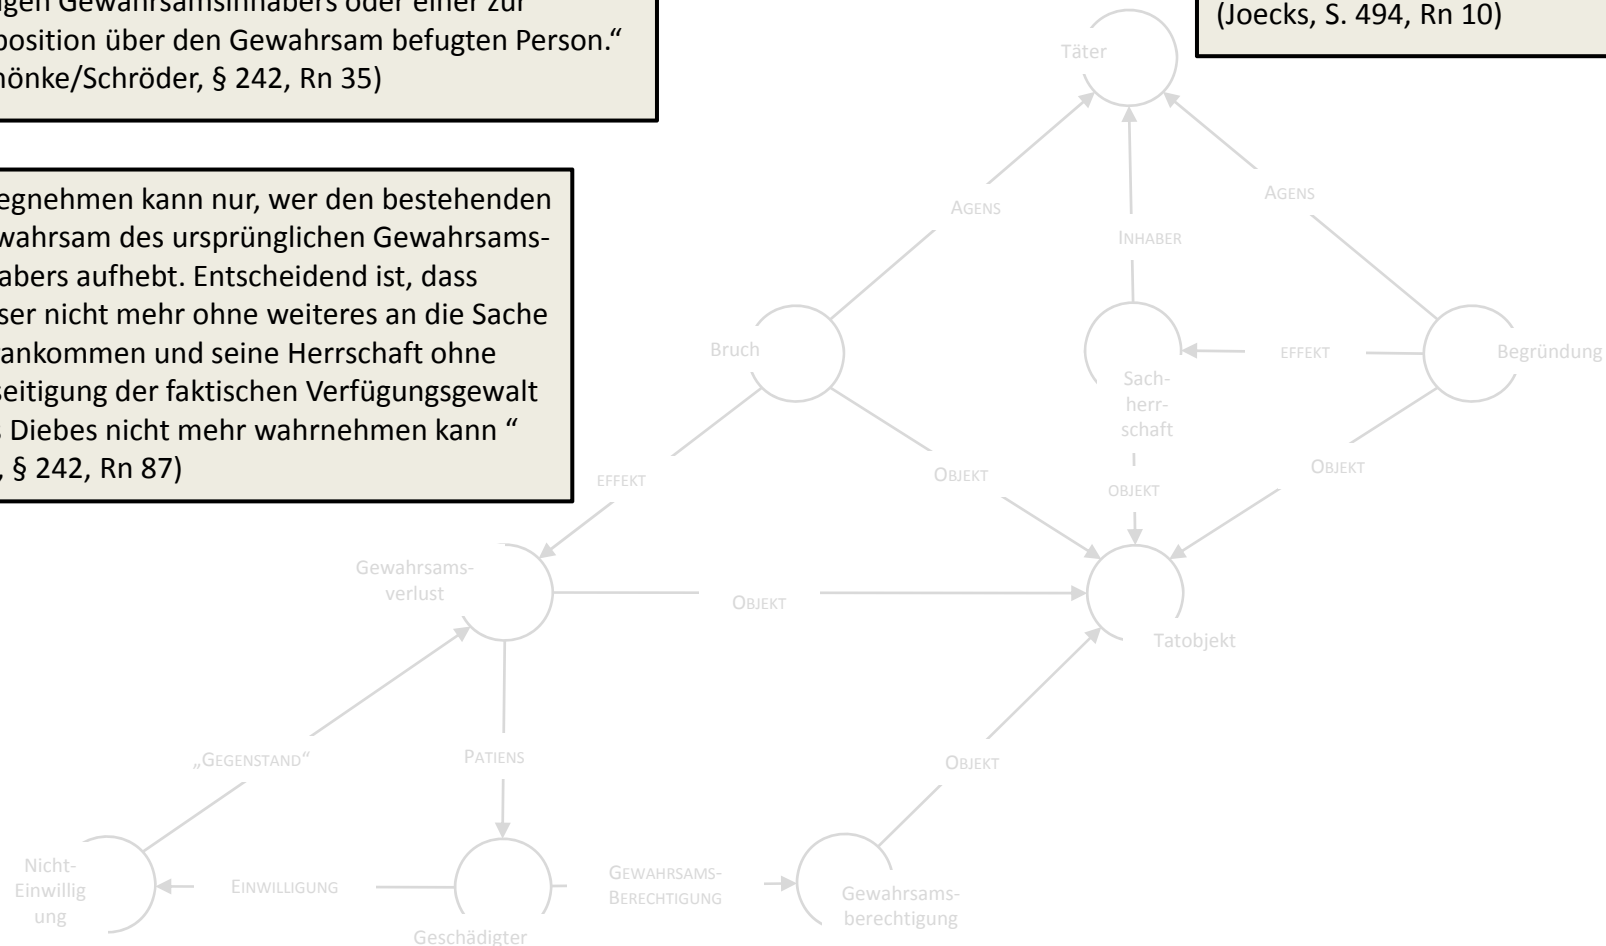 igen Gewahrsamsinhabers oder einer zur
position über den Gewahrsam befugten Person.“
hönke/Schröder, § 242, Rn 35)
(Joecks, S. 494, Rn 10)
egnehmen kann nur, wer den bestehenden
wahrsam des ursprünglichen Gewahrsams-
abers aufhebt. Entscheidend ist, dass
ser nicht mehr ohne weiteres an die Sache
rankommen und seine Herrschaft ohne
seitigung der faktischen Verfügungsgewalt
s Diebes nicht mehr wahrnehmen kann “
, § 242, Rn 87)
Täter
AGENS
AGENS
INHABER
Bruch
EFFEKT
Begründung
Sach-
herr-
schaft
EFFEKT
OBJEKT
OBJEKT
OBJEKT
Gewahrsams-
verlust
OBJEKT
Tatobjekt
„GEGENSTAND“
PATIENS
OBJEKT
Nicht-
Einwillig
ung
EINWILLIGUNG
GEWAHRSAMS-
BERECHTIGUNG
Gewahrsams-
berechtigung
Geschädigter